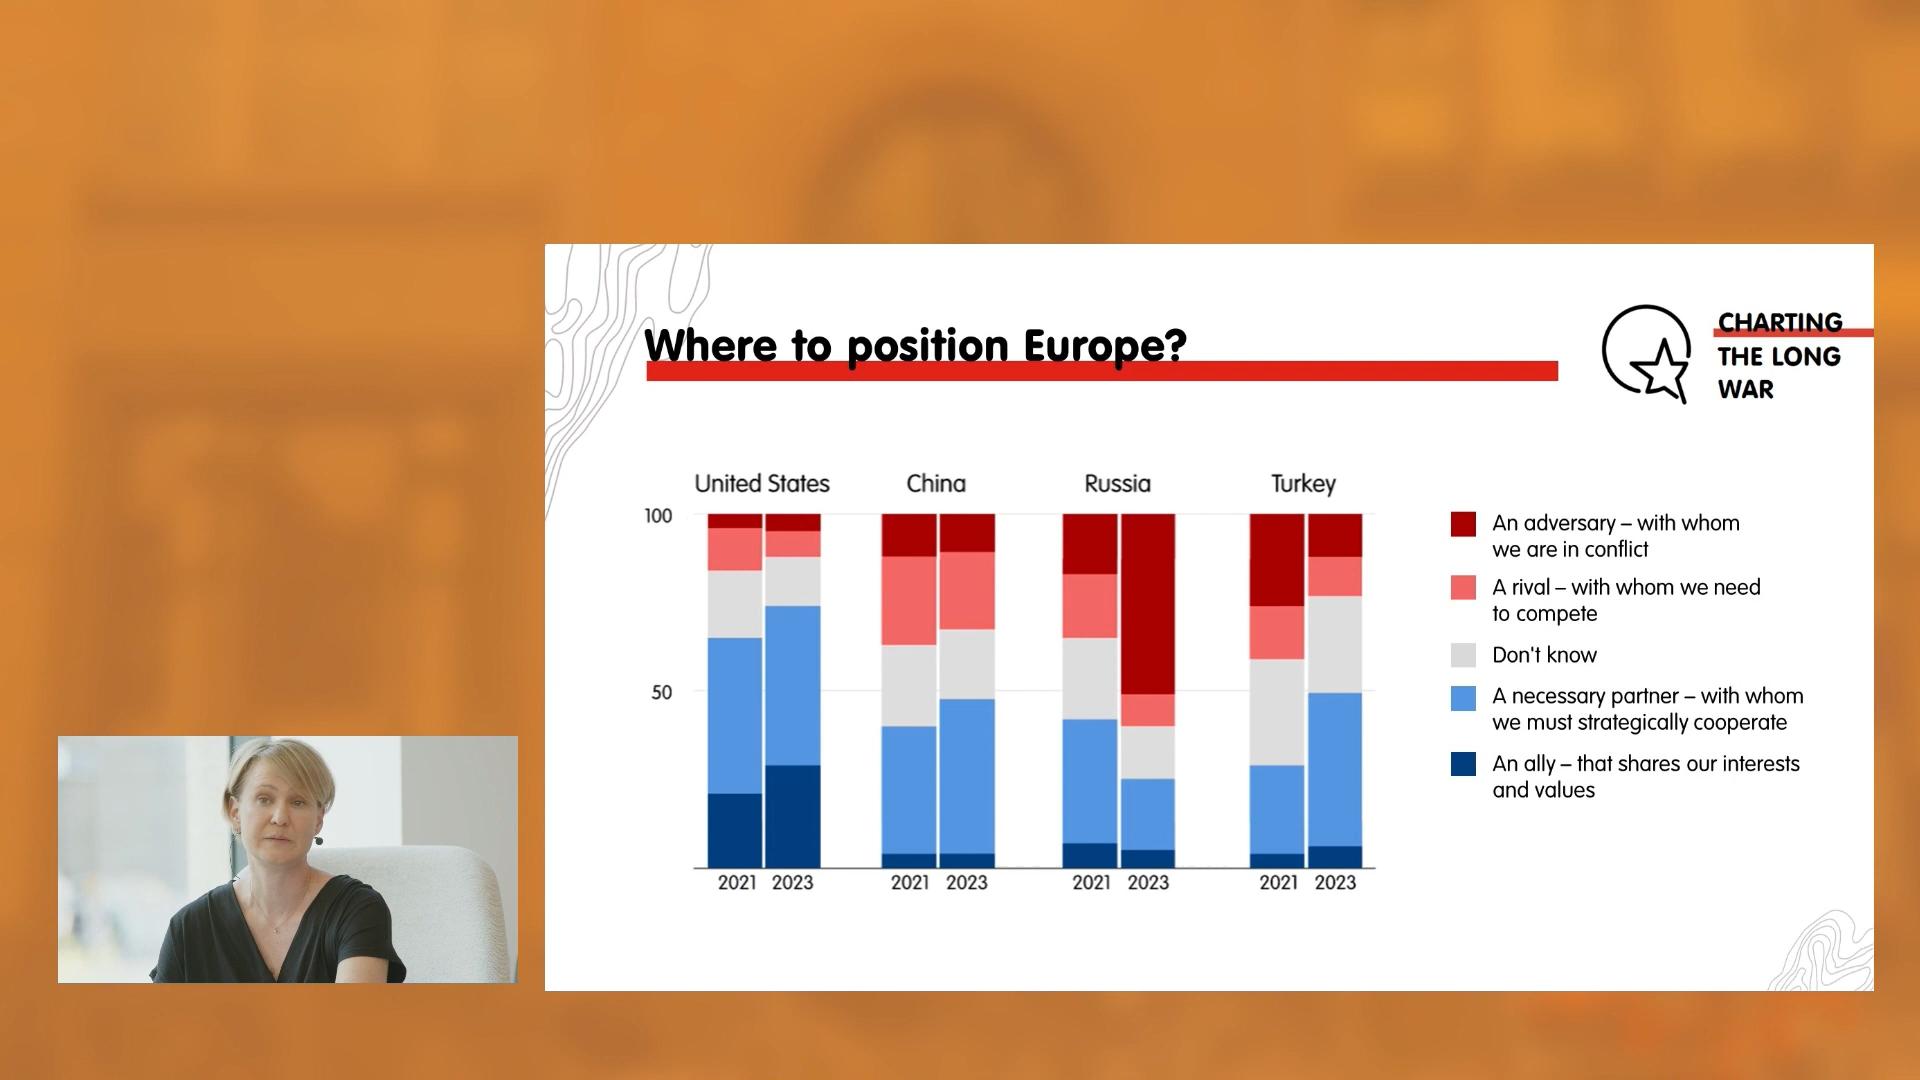 Where to position Europe?
CHARTING
THE LONG
WAR
United States
China
Russia
Turkey
100
50
2021 2023
2021 2023
2021 2023
2021 2023
An adversary – with whom
we are in conflict
A rival – with whom we need
to compete
Don't know
A necessary partner – with whom
we must strategically cooperate
An ally – that shares our interests
and values